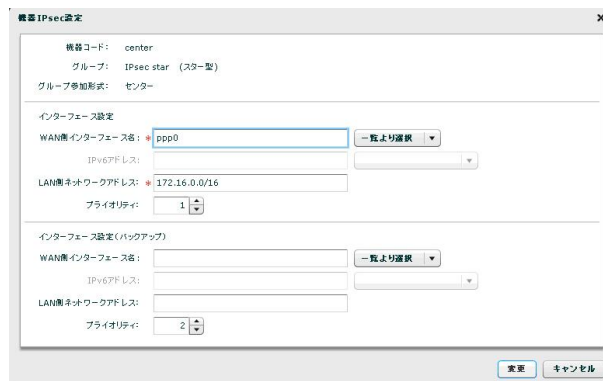 機器IPsec設定
機器コード: center
グループ: IPsec star (スター型)
グループ参加形式: センター
インターフェース設定
WAN側インターフェース名: * ppp0 一覧より選択
IPv6アドレス:
LAN側ネットワークアドレス: * 172.16.0.0/16
プライオリティ: 1
インターフェース設定(バックアップ)
WAN側インターフェース名: 一覧より選択
IPv6アドレス:
LAN側ネットワークアドレス:
プライオリティ: 2
変更 キャンセル